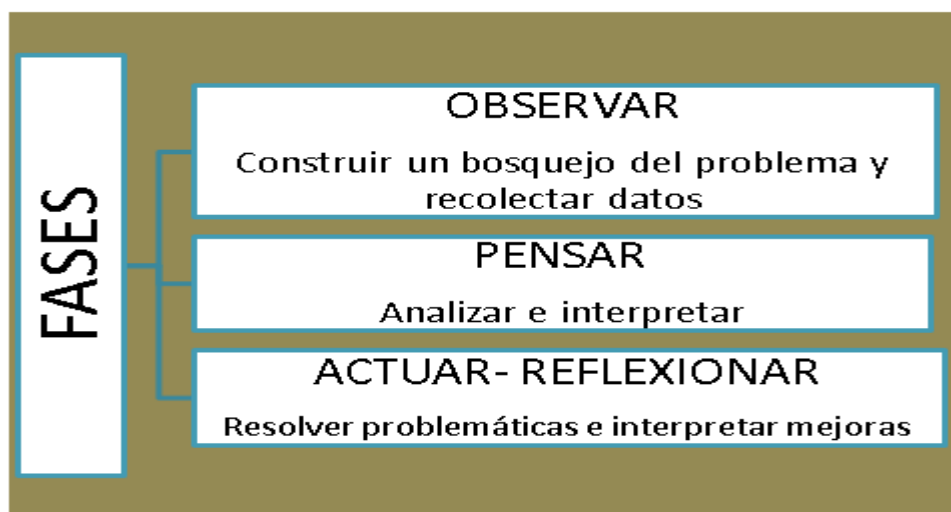 FASES
OBSERVAR
Construir un bosquejo del problema y
recolectar datos
PENSAR
Analizar e interpretar
ACTUAR- REFLEXIONAR
Resolver problemáticas e interpretar mejoras